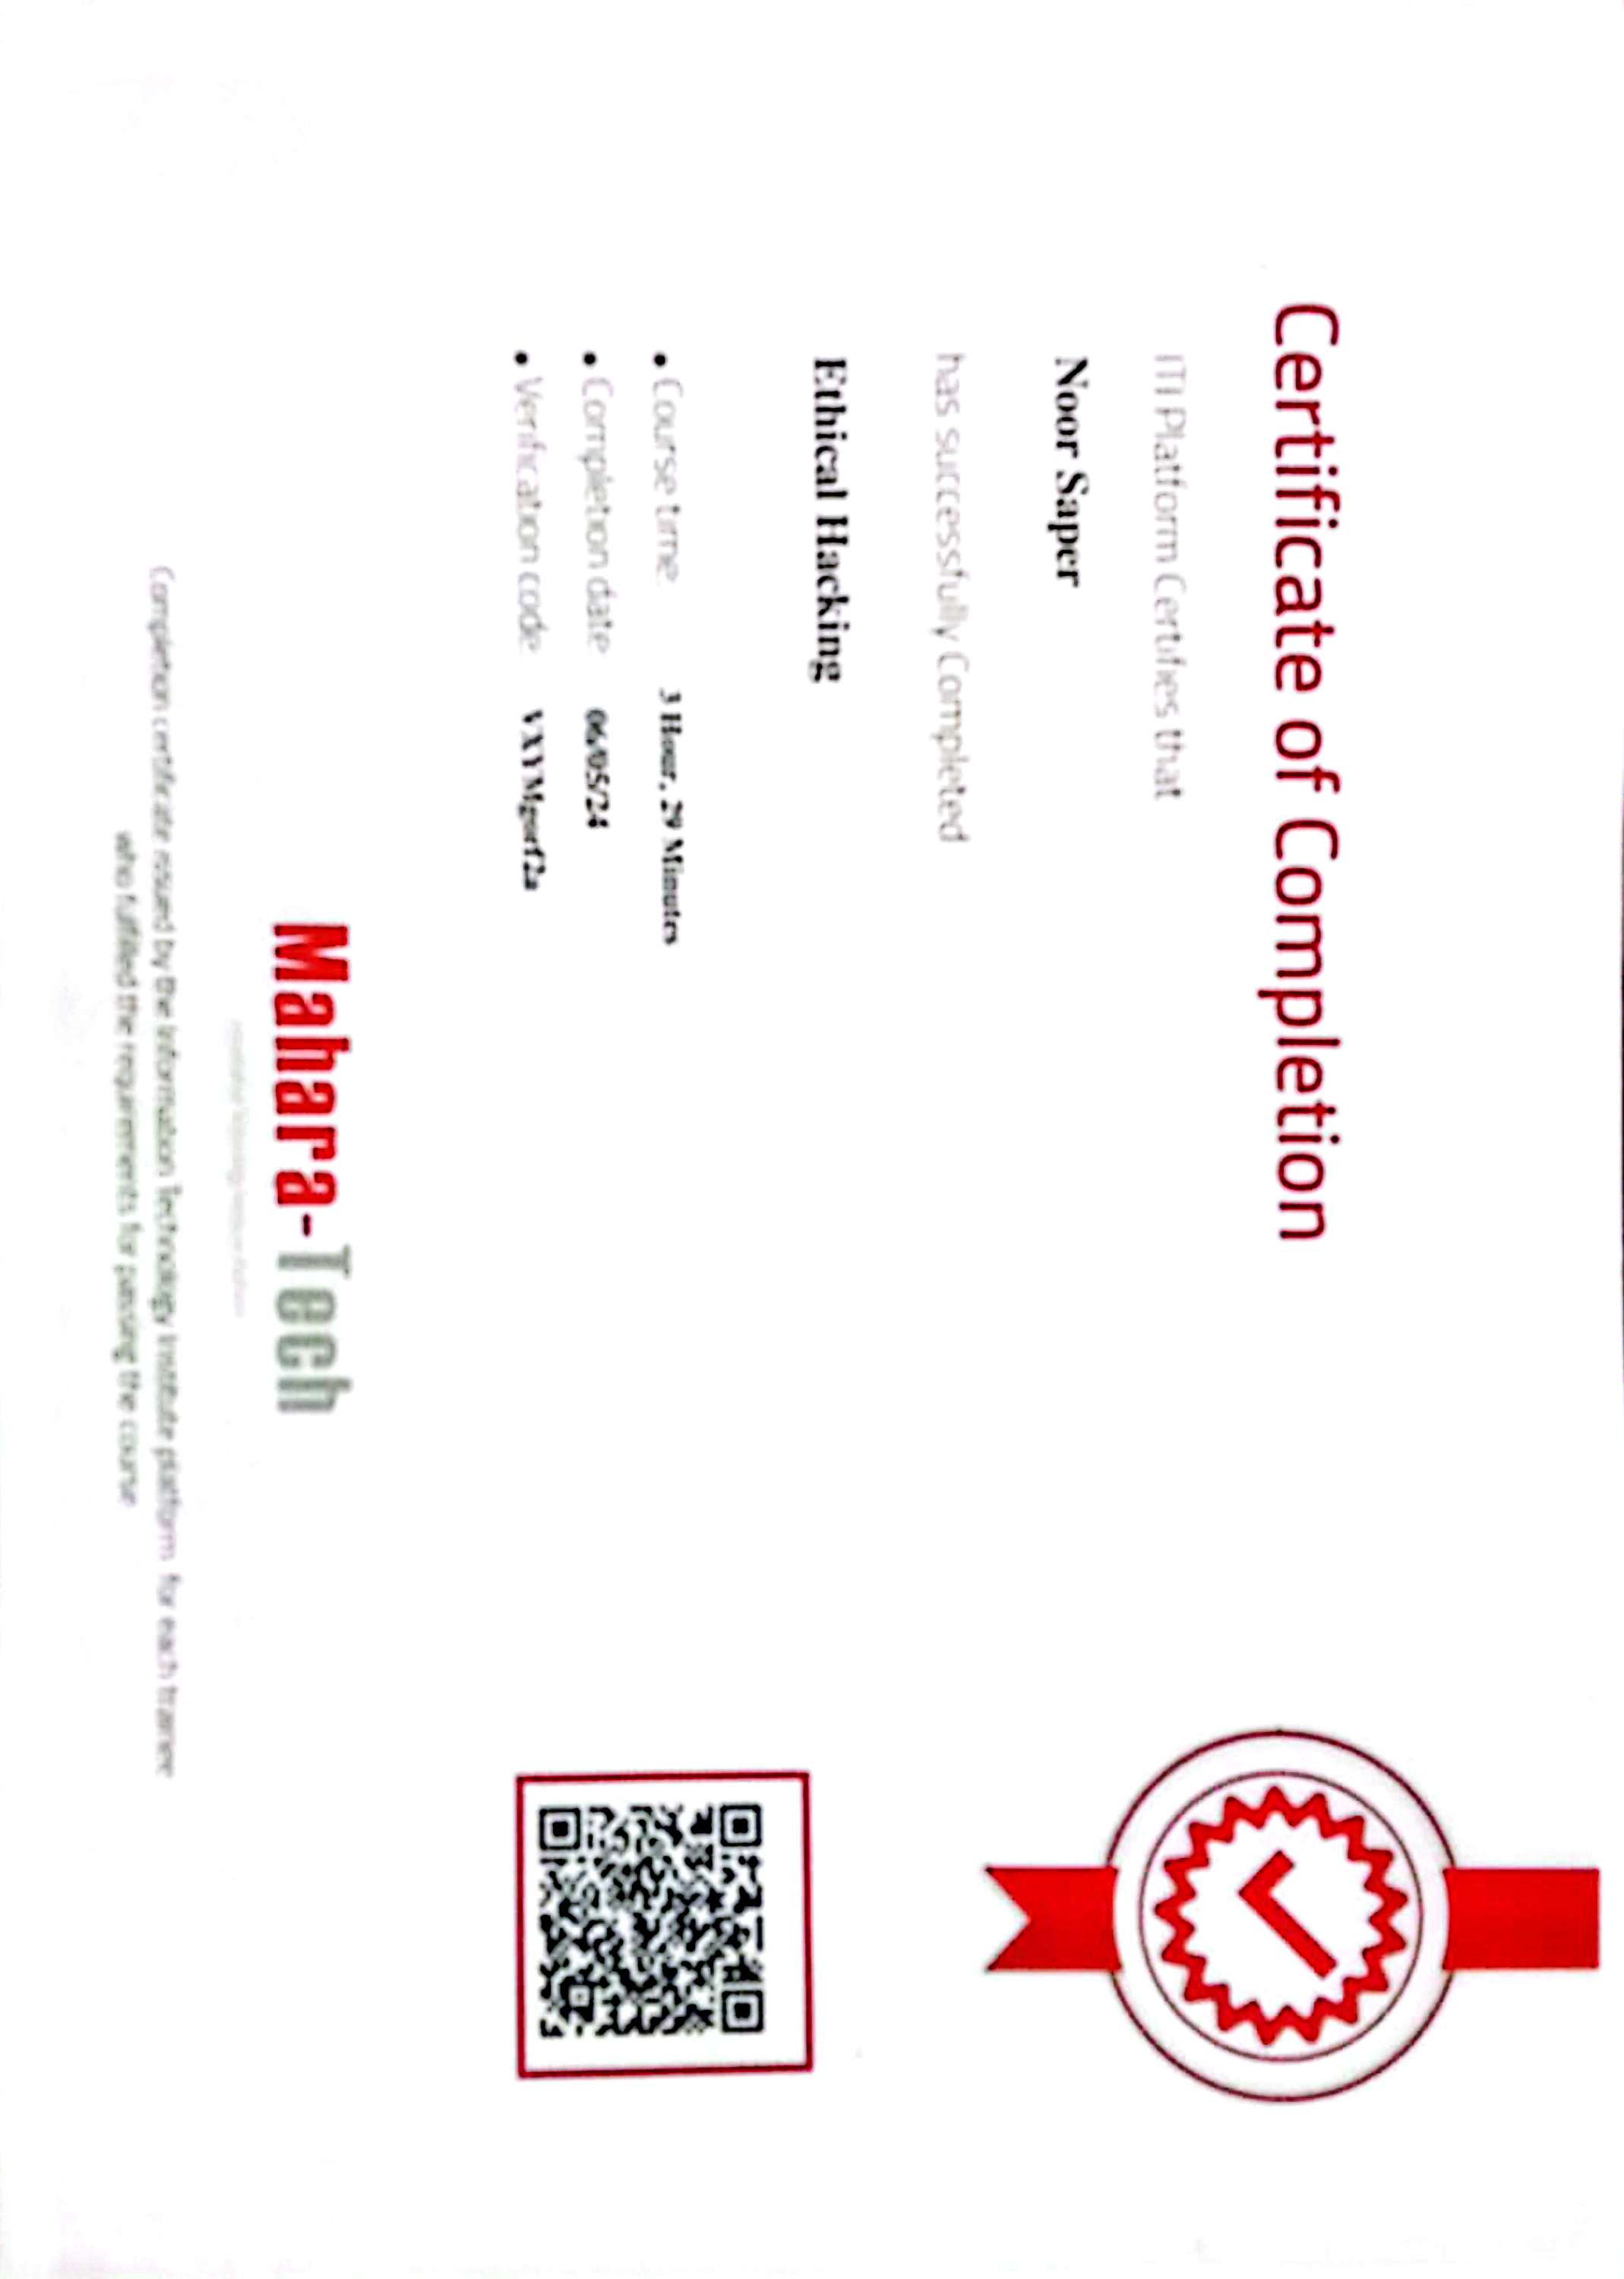 Certificate of Completion
ITI Platform Certifies that
Noor Saper
has successfully Completed
Ethical Hacking
• Course time: 3 Hour, 29 Minutes
• Completion date: 06/05/24
• Verification code:
Mahara-Tech
Completion certificate issued by the Information Technology Institute platform for each trainee
who fulfilled the requirements for passing the course